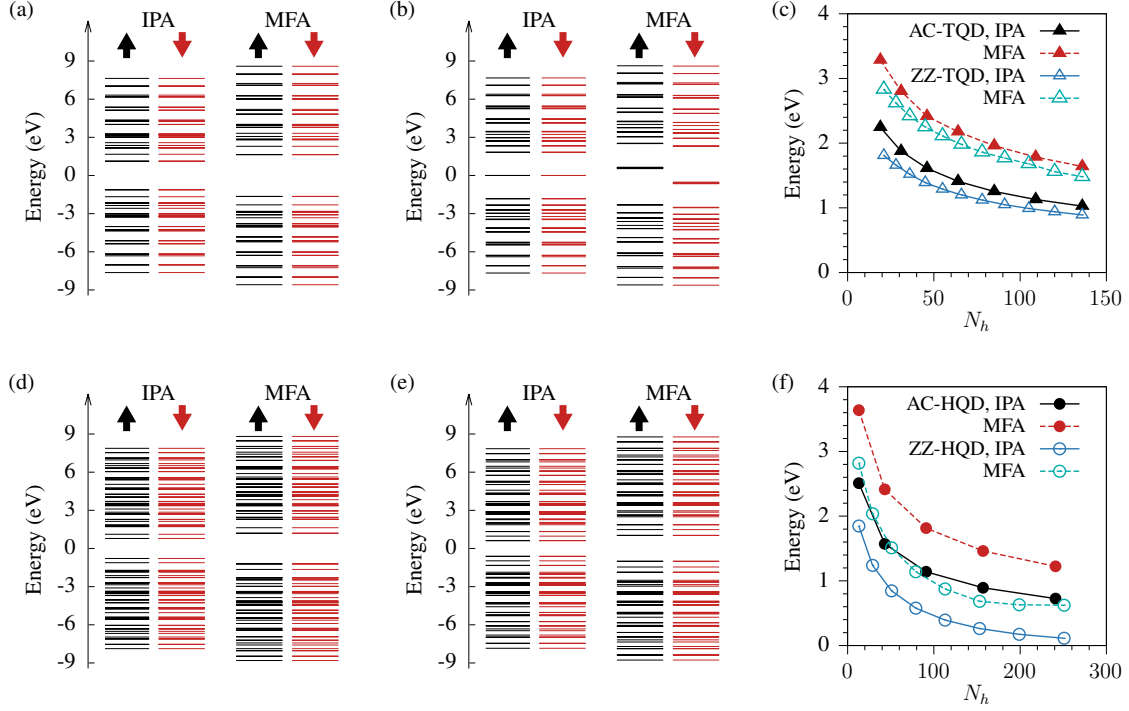 (a)
IPA
MFA
Energy (eV)
9
6
3
0
-3
-6
-9
(b)
IPA
MFA
Energy (eV)
9
6
3
0
-3
-6
-9
(c)
AC-TQD, IPA
MFA
ZZ-TQD, IPA
MFA
Energy (eV)
4
3
2
1
0
0
50
100
150
N_h
(d)
IPA
MFA
Energy (eV)
9
6
3
0
-3
-6
-9
(e)
IPA
MFA
Energy (eV)
9
6
3
0
-3
-6
-9
(f)
AC-HQD, IPA
MFA
ZZ-HQD, IPA
MFA
Energy (eV)
4
3
2
1
0
0
100
200
300
N_h